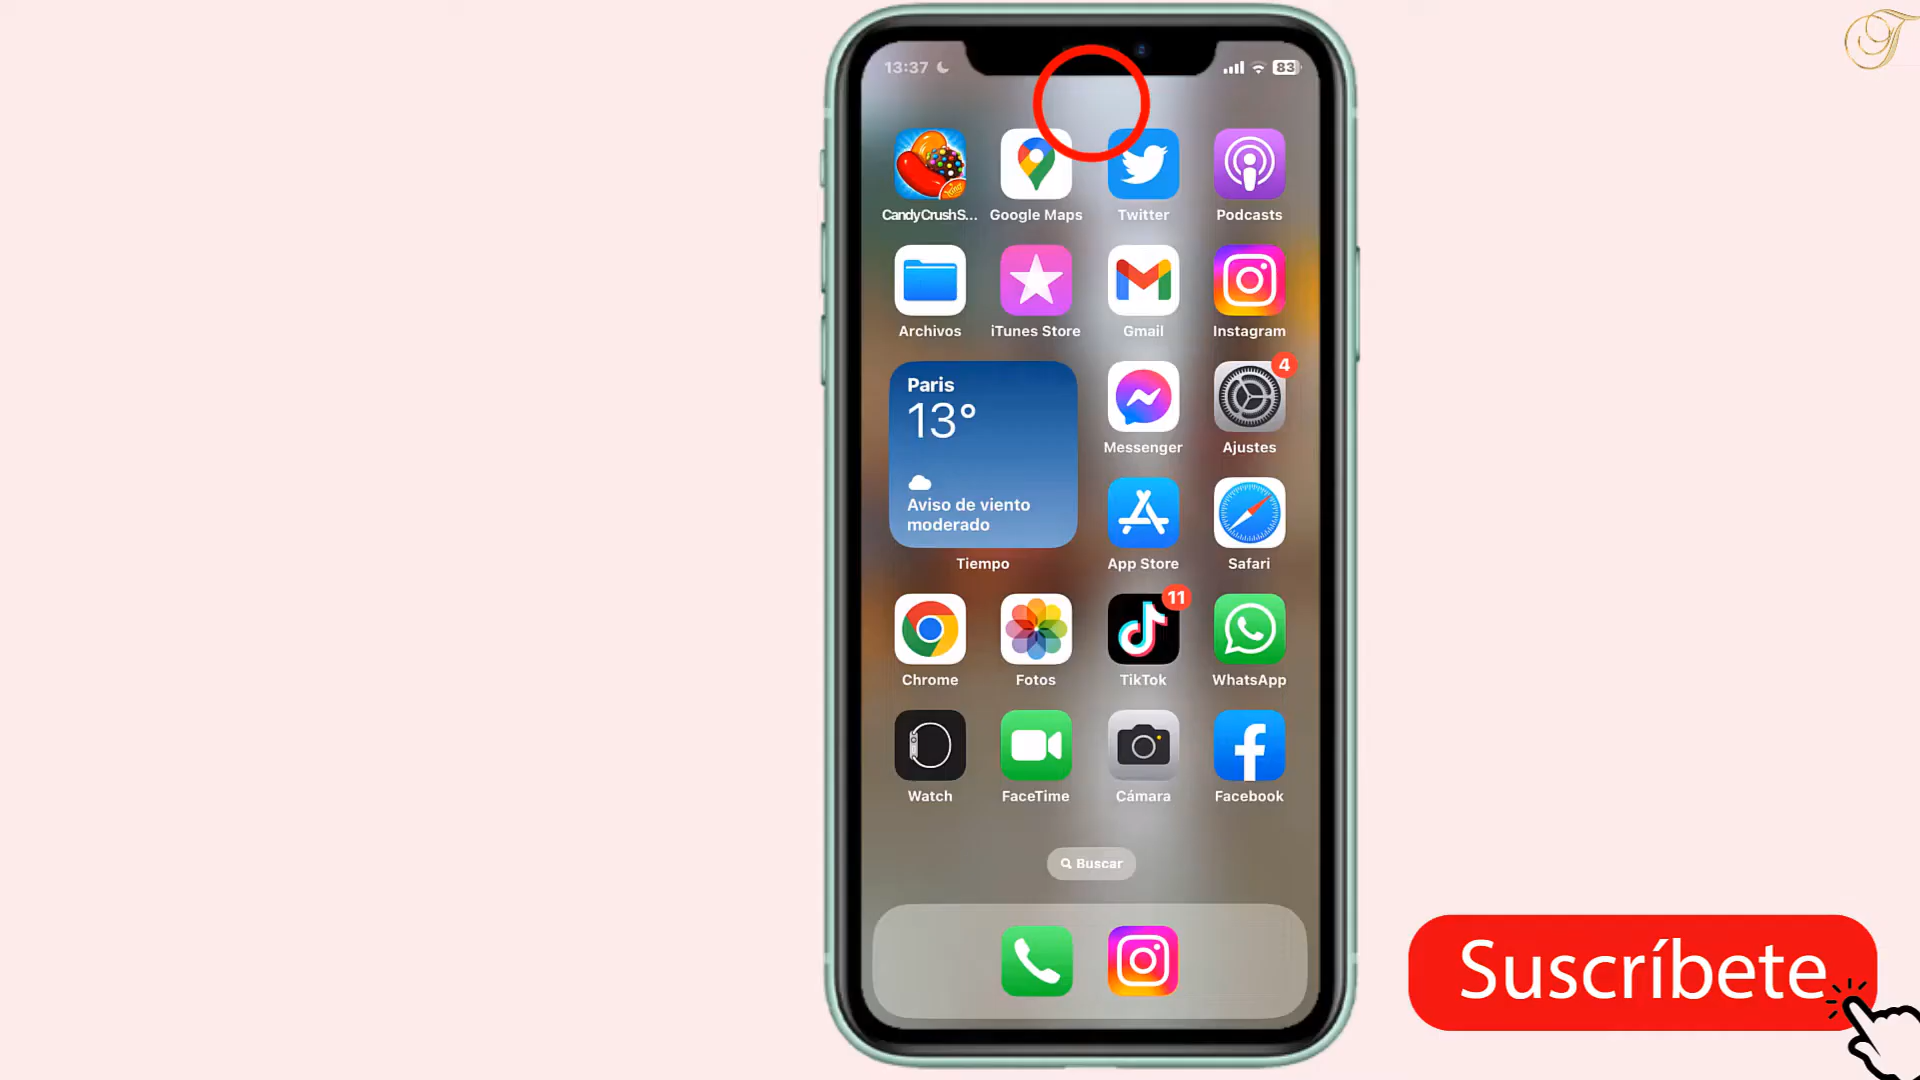 13:37
83
CandyCrushS...
Google Maps
Twitter
Podcasts
Archivos
iTunes Store
Gmail
Instagram
Paris
13°
Aviso de viento
moderado
Tiempo
Messenger
4
Ajustes
App Store
Safari
Chrome
Fotos
11
TikTok
WhatsApp
Watch
FaceTime
Cámara
Facebook
Buscar
Suscríbete